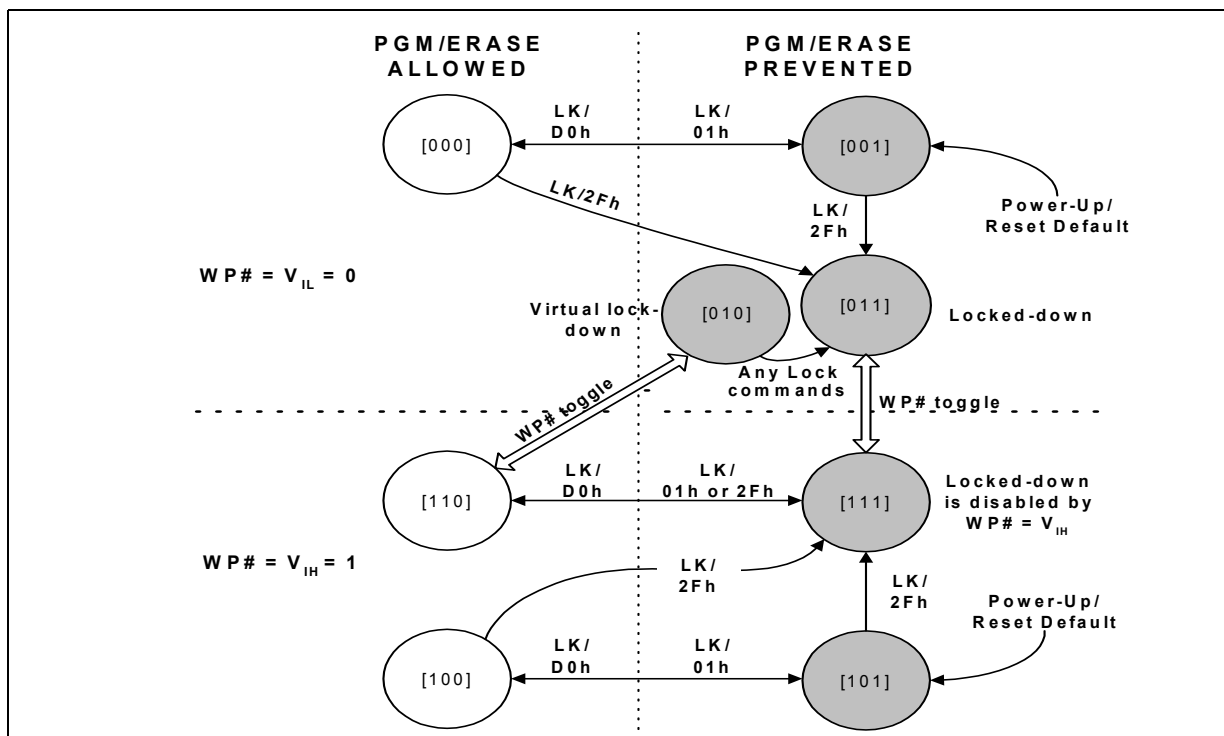 PGM/ERASE
ALLOWED
PGM/ERASE
PREVENTED
LK/
D0h
LK/
01h
[000]
[001]
LK/2Fh
LK/
2Fh
Power-Up/
Reset Default
WP# = VIL = 0
Virtual lock-
down
[010]
[011]
Locked-down
Any Lock
commands
WP# toggle
WP# toggle
LK/
D0h
LK/
01h or 2Fh
[110]
[111]
Locked-down
is disabled by
WP# = VIH
WP# = VIH = 1
LK/
2Fh
LK/
2Fh
Power-Up/
Reset Default
LK/
D0h
LK/
01h
[100]
[101]